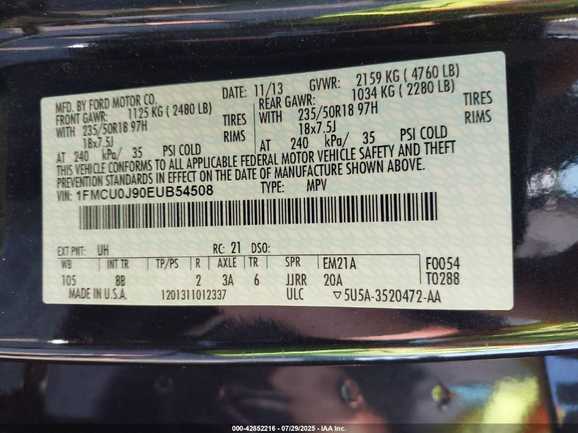 MFD. BY FORD MOTOR CO.
DATE: 11/13 GVWR: 2159 KG ( 4760 LB)
FRONT GAWR: 1125 KG ( 2480 LB)
REAR GAWR: 1034 KG ( 2280 LB)
WITH 235/50R18 97H TIRES
WITH 235/50R18 97H TIRES
18x7.5J RIMS
18x7.5J RIMS
AT 240 kPa/ 35 PSI COLD
AT 240 kPa/ 35 PSI COLD
THIS VEHICLE CONFORMS TO ALL APPLICABLE FEDERAL MOTOR VEHICLE SAFETY AND THEFT
PREVENTION STANDARDS IN EFFECT ON THE DATE OF MANUFACTURE SHOWN ABOVE.
VIN: 1FMCU0J90EUB54508 TYPE: MPV
EXT PNT: UH RC: 21 DSO:
WB INT TR TP/PS R AXLE TR SPR EM21A F0054
105 BB 2 3A 6 JJRR 20A T0288
MADE IN U.S.A. 1201311012337 ULC ▽5U5A-3520472-AA
000-42852216 - 07/29/2025 - IAA Inc.